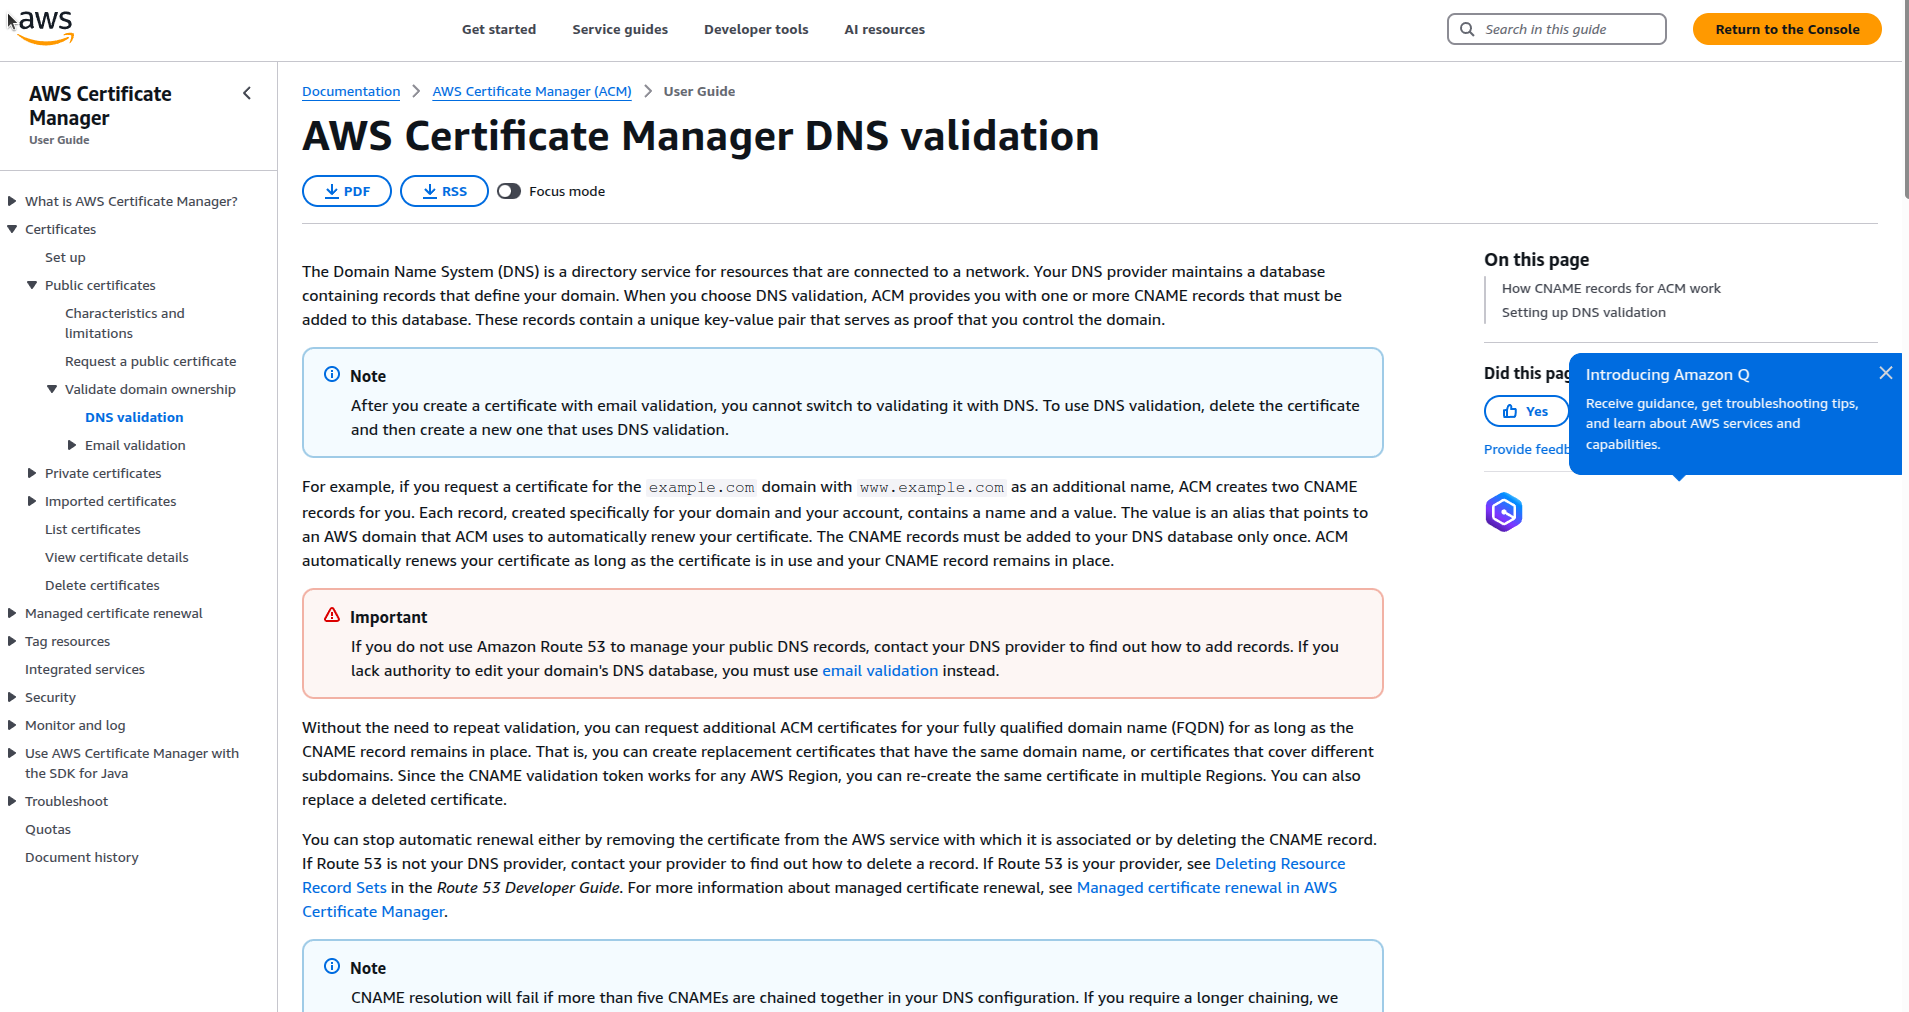 aws
Get started
Service guides
Developer tools
AI resources
Search in this guide
Return to the Console
AWS Certificate
Manager
User Guide
What is AWS Certificate Manager?
Certificates
Set up
Public certificates
Characteristics and
limitations
Request a public certificate
Validate domain ownership
DNS validation
Email validation
Private certificates
Imported certificates
List certificates
View certificate details
Delete certificates
Managed certificate renewal
Tag resources
Integrated services
Security
Monitor and log
Use AWS Certificate Manager with
the SDK for Java
Troubleshoot
Quotas
Document history
Documentation > AWS Certificate Manager (ACM) > User Guide
AWS Certificate Manager DNS validation
PDF
RSS
Focus mode
The Domain Name System (DNS) is a directory service for resources that are connected to a network. Your DNS provider maintains a database
containing records that define your domain. When you choose DNS validation, ACM provides you with one or more CNAME records that must be
added to this database. These records contain a unique key-value pair that serves as proof that you control the domain.
Note
After you create a certificate with email validation, you cannot switch to validating it with DNS. To use DNS validation, delete the certificate
and then create a new one that uses DNS validation.
For example, if you request a certificate for the example.com domain with www.example.com as an additional name, ACM creates two CNAME
records for you. Each record, created specifically for your domain and your account, contains a name and a value. The value is an alias that points to
an AWS domain that ACM uses to automatically renew your certificate. The CNAME records must be added to your DNS database only once. ACM
automatically renews your certificate as long as the certificate is in use and your CNAME record remains in place.
Important
If you do not use Amazon Route 53 to manage your public DNS records, contact your DNS provider to find out how to add records. If you
lack authority to edit your domain's DNS database, you must use email validation instead.
Without the need to repeat validation, you can request additional ACM certificates for your fully qualified domain name (FQDN) for as long as the
CNAME record remains in place. That is, you can create replacement certificates that have the same domain name, or certificates that cover different
subdomains. Since the CNAME validation token works for any AWS Region, you can re-create the same certificate in multiple Regions. You can also
replace a deleted certificate.
You can stop automatic renewal either by removing the certificate from the AWS service with which it is associated or by deleting the CNAME record.
If Route 53 is not your DNS provider, contact your provider to find out how to delete a record. If Route 53 is your provider, see Deleting Resource
Record Sets in the Route 53 Developer Guide. For more information about managed certificate renewal, see Managed certificate renewal in AWS
Certificate Manager.
Note
CNAME resolution will fail if more than five CNAMEs are chained together in your DNS configuration. If you require a longer chaining, we
On this page
How CNAME records for ACM work
Setting up DNS validation
Did this pag
Yes
Provide feedb
Introducing Amazon Q
Receive guidance, get troubleshooting tips,
and learn about AWS services and
capabilities.